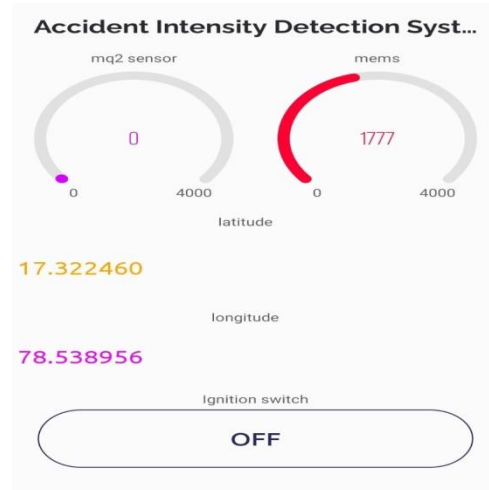 Accident Intensity Detection Syst...
mq2 sensor mems
0 1777
0 4000 0 4000
latitude
17.322460
longitude
78.538956
Ignition switch
OFF